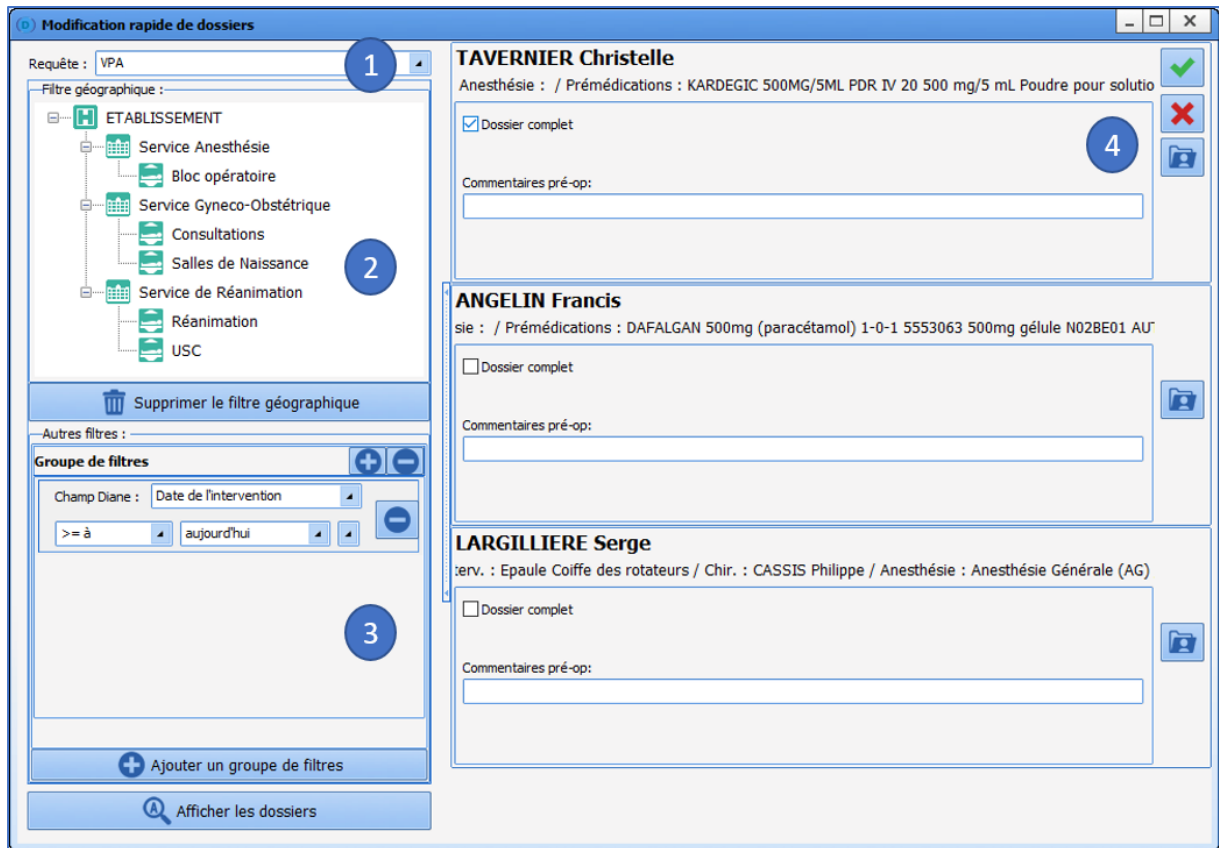 Modification rapide de dossiers
Requête : VPA
1
Filtre géographique :
ETABLISSEMENT
Service Anesthésie
Bloc opératoire
Service Gyneco-Obstétrique
Consultations
Salles de Naissance
2
Service de Réanimation
Réanimation
USC
Supprimer le filtre géographique
Autres filtres :
Groupe de filtres
Champ Diane : Date de l'intervention
>= à aujourd'hui
3
Ajouter un groupe de filtres
Afficher les dossiers
TAVERNIER Christelle
Anesthésie : / Prémédications : KARDEGIC 500MG/5ML PDR IV 20 500 mg/5 mL Poudre pour solutio
Dossier complet
4
Commentaires pré-op:
ANGELIN Francis
sie : / Prémédications : DAFALGAN 500mg (paracétamol) 1-0-1 5553063 500mg gélule N02BE01 AUT
Dossier complet
Commentaires pré-op:
LARGILLIERE Serge
terv. : Epaule Coiffe des rotateurs / Chir. : CASSIS Philippe / Anesthésie : Anesthésie Générale (AG)
Dossier complet
Commentaires pré-op: